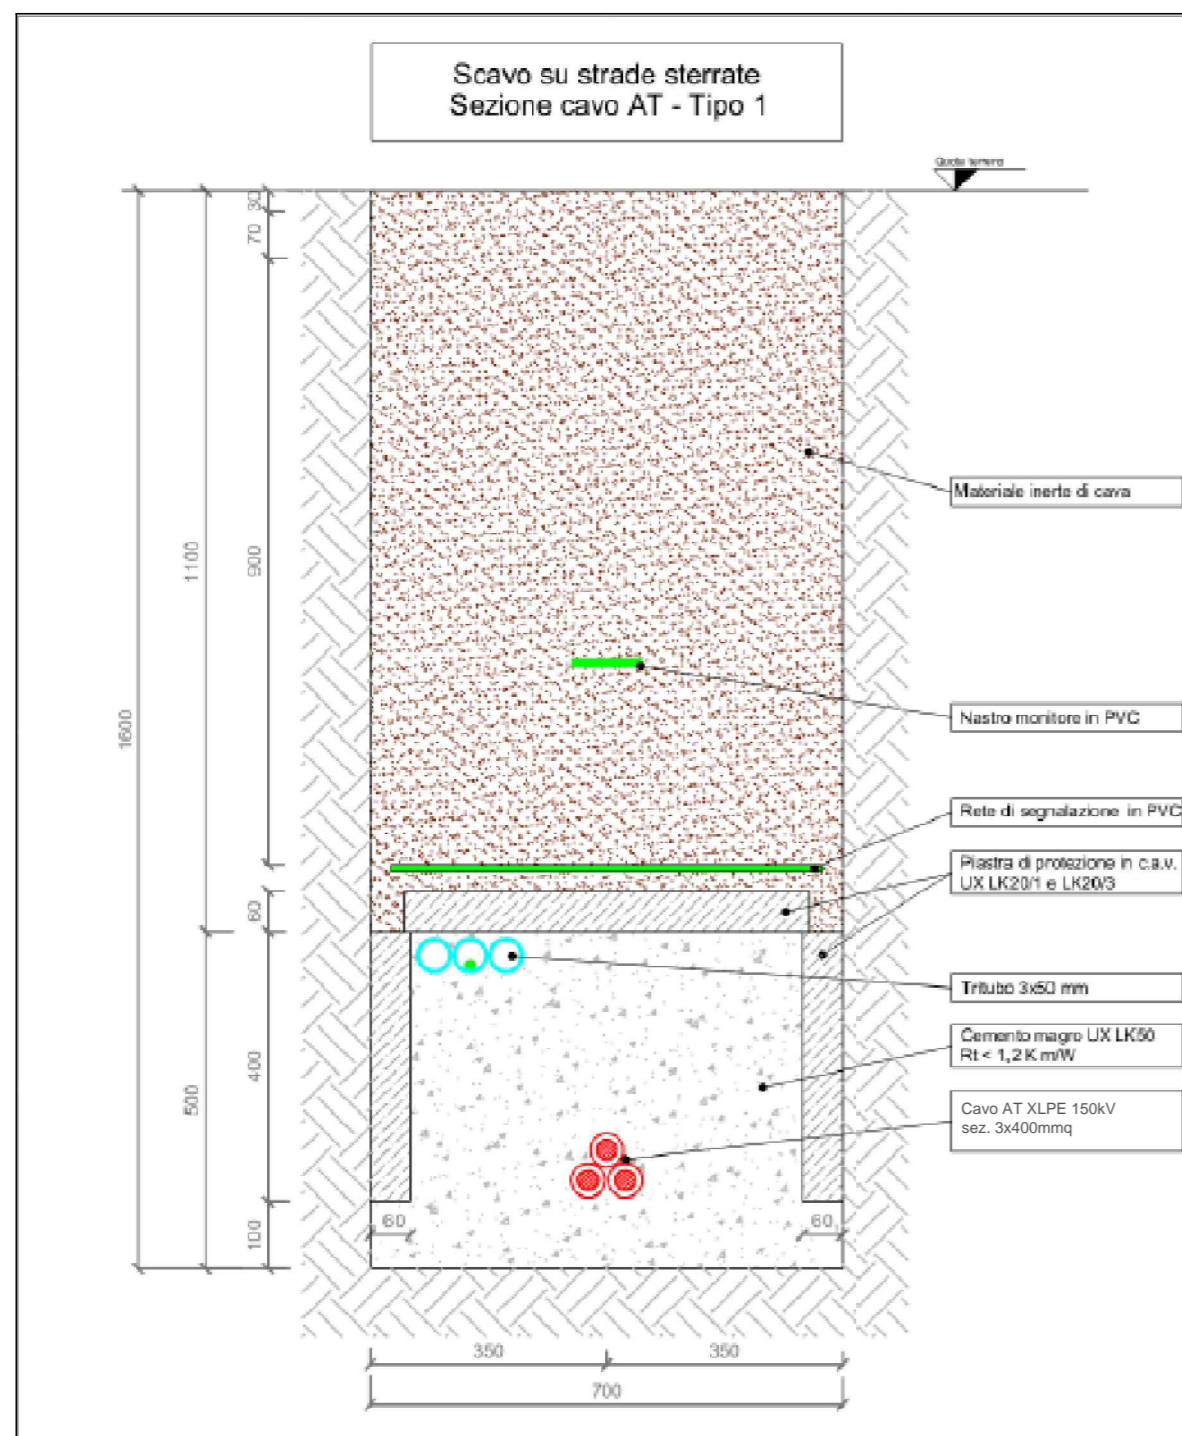 Scavo su strade sterrate
Sezione cavo AT - Tipo 1
Quota terreno
30
70
900
1100
1600
Materiale inerte di cava
Nastro monitore in PVC
Rete di segnalazione in PVC
Piastra di protezione in c.a.v.
UX LK20/1 e LK20/3
60
Tritubo 3x50 mm
Cemento magro UX LK50
Rt < 1,2 K m/W
400
500
Cavo AT XLPE 150kV
sez. 3x400mmq
100
60
60
350
350
700